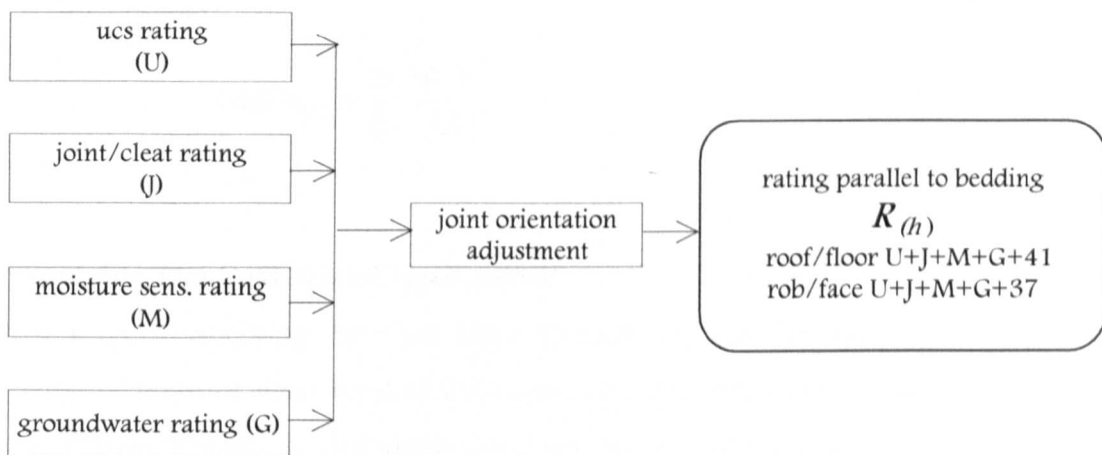 ucs rating
(U)
joint/cleat rating
(J)
moisture sens. rating
(M)
groundwater rating (G)
joint orientation
adjustment
rating parallel to bedding
R (h)
roof/floor U+J+M+G+41
rob/face U+J+M+G+37